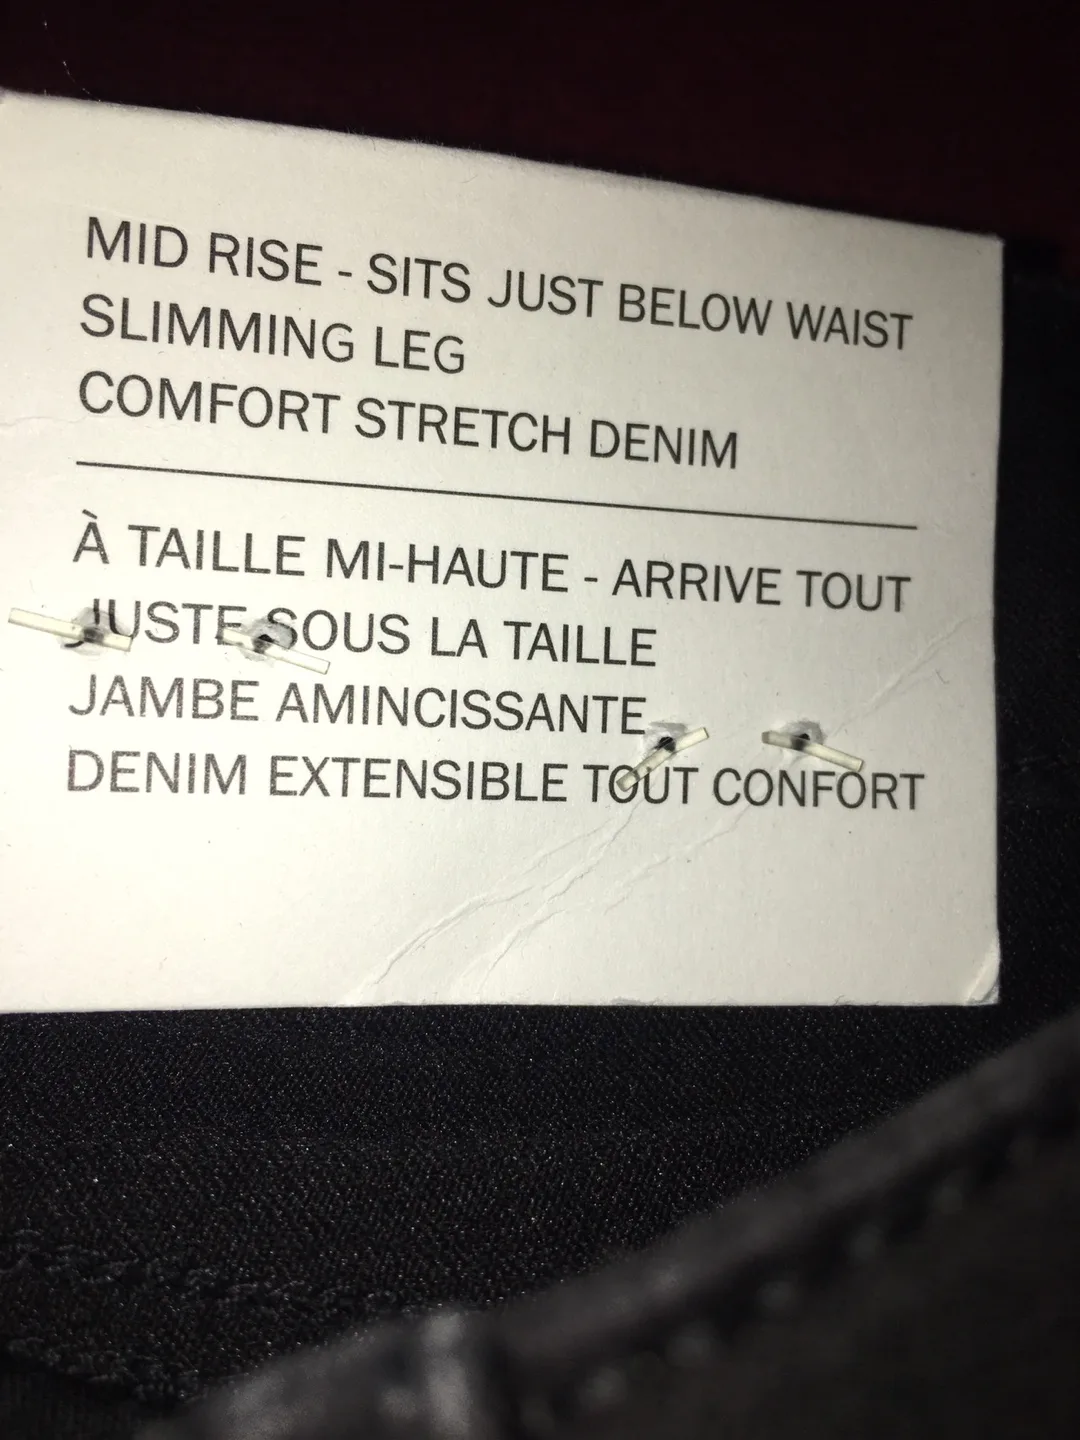 MID RISE - SITS JUST BELOW WAIST
SLIMMING LEG
COMFORT STRETCH DENIM
À TAILLE MI-HAUTE - ARRIVE TOUT
JUSTE SOUS LA TAILLE
JAMBE AMINCISSANTE
DENIM EXTENSIBLE TOUT CONFORT